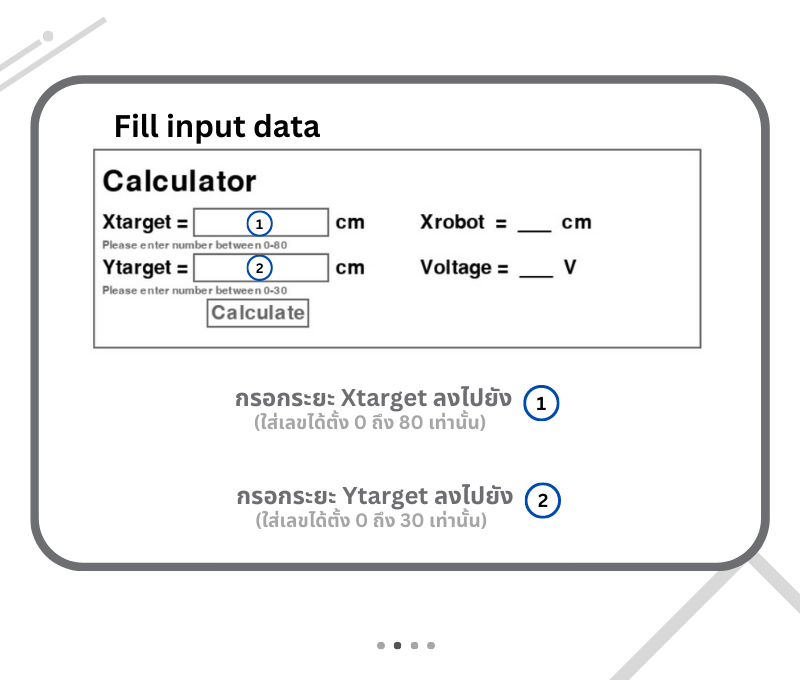 Fill input data
Calculator
Xtarget = 1 cm Xrobot = ___ cm
Please enter number between 0-80
Ytarget = 2 cm Voltage = ___ V
Please enter number between 0-30
Calculate
กรอกระยะ Xtarget ลงไปยัง 1
(ใส่เลขได้ตั้ง 0 ถึง 80 เท่านั้น)
กรอกระยะ Ytarget ลงไปยัง 2
(ใส่เลขได้ตั้ง 0 ถึง 30 เท่านั้น)